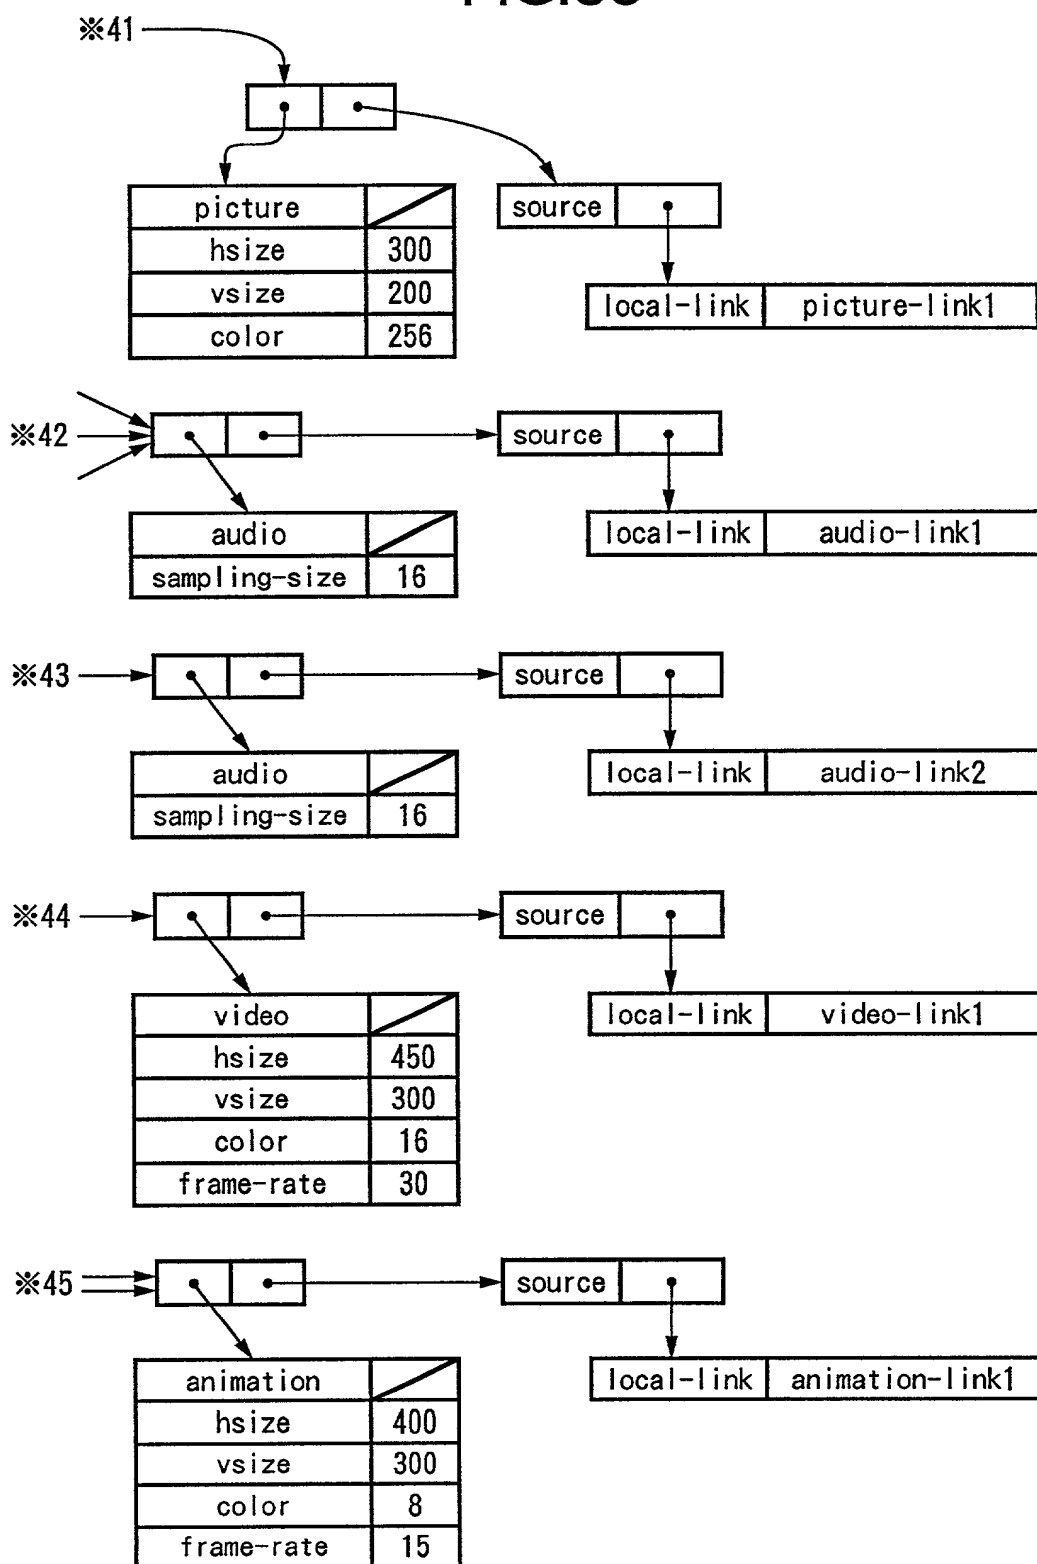 ※41
picture
source
hsize 300
vsize 200
local-link picture-link1
color 256
※42
source
audio
local-link audio-link1
sampling-size 16
※43
source
audio
local-link audio-link2
sampling-size 16
※44
source
video
local-link video-link1
hsize 450
vsize 300
color 16
frame-rate 30
※45
source
animation
local-link animation-link1
hsize 400
vsize 300
color 8
frame-rate 15